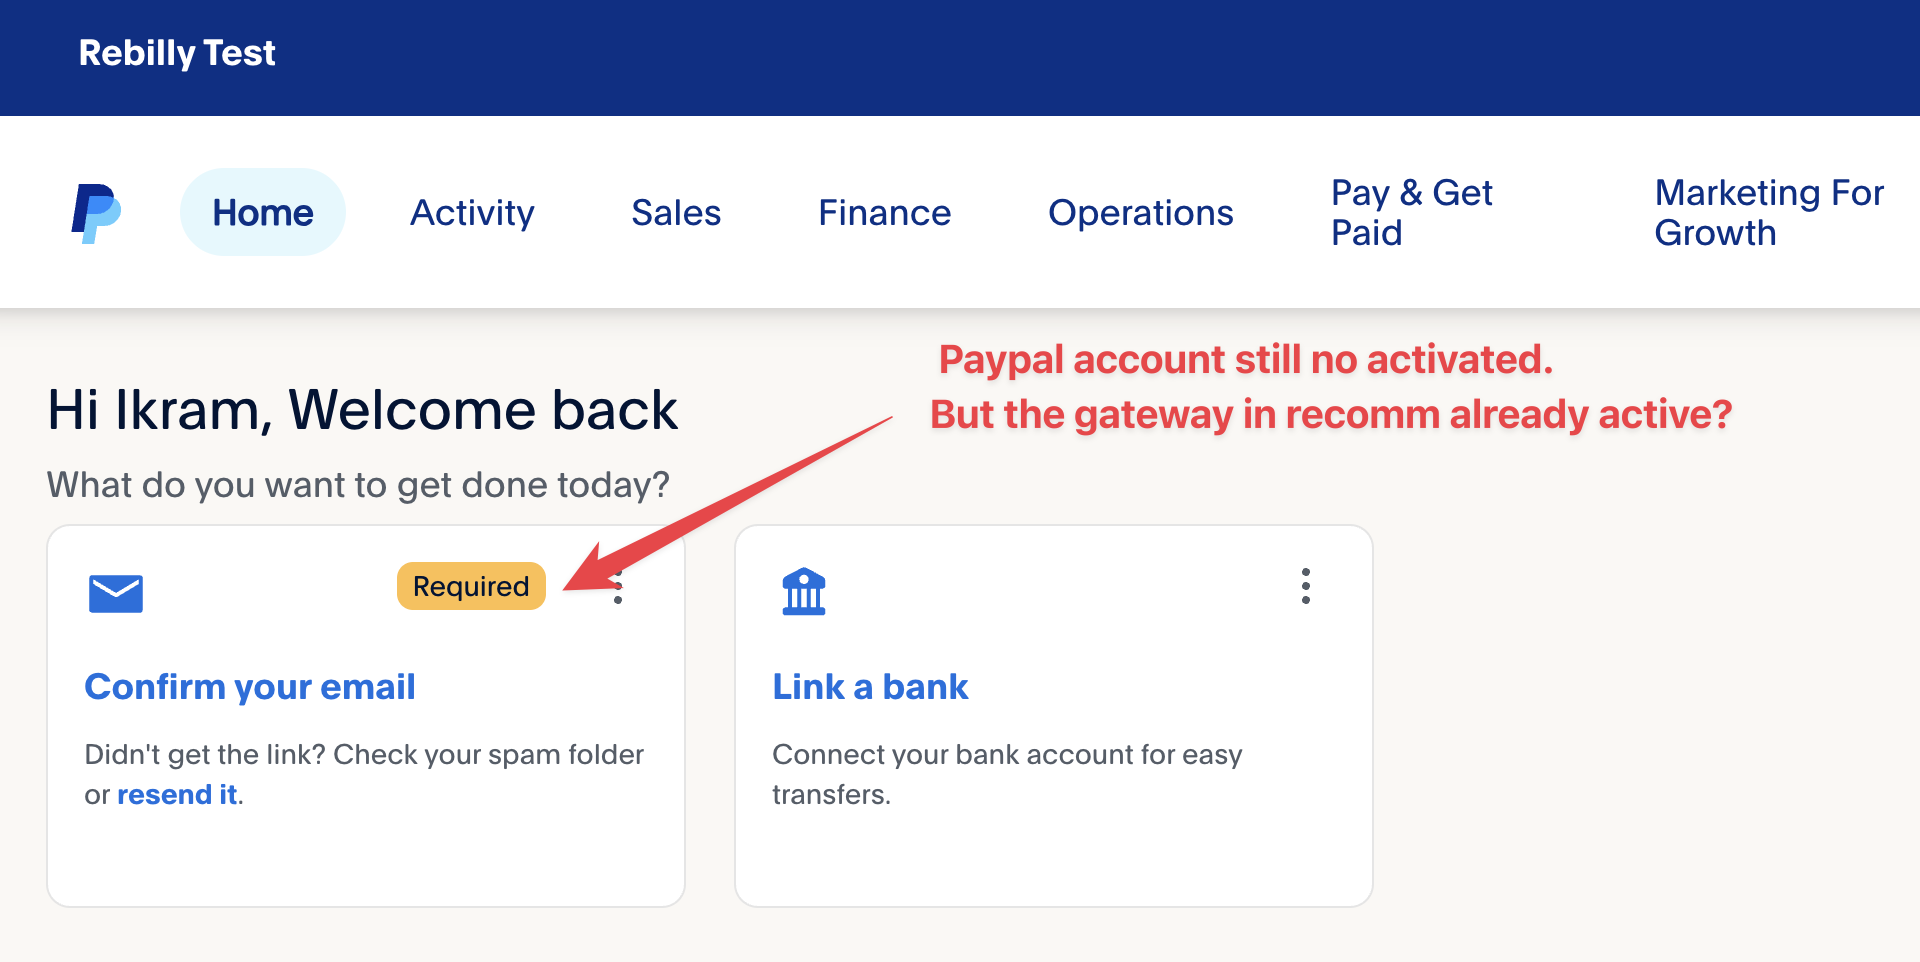 Rebilly Test
Home
Activity
Sales
Finance
Operations
Pay & Get
Paid
Marketing For
Growth
Paypal account still no activated.
But the gateway in recomm already active?
Hi Ikram, Welcome back
What do you want to get done today?
Required
Confirm your email
Didn't get the link? Check your spam folder
or resend it.
Link a bank
Connect your bank account for easy
transfers.